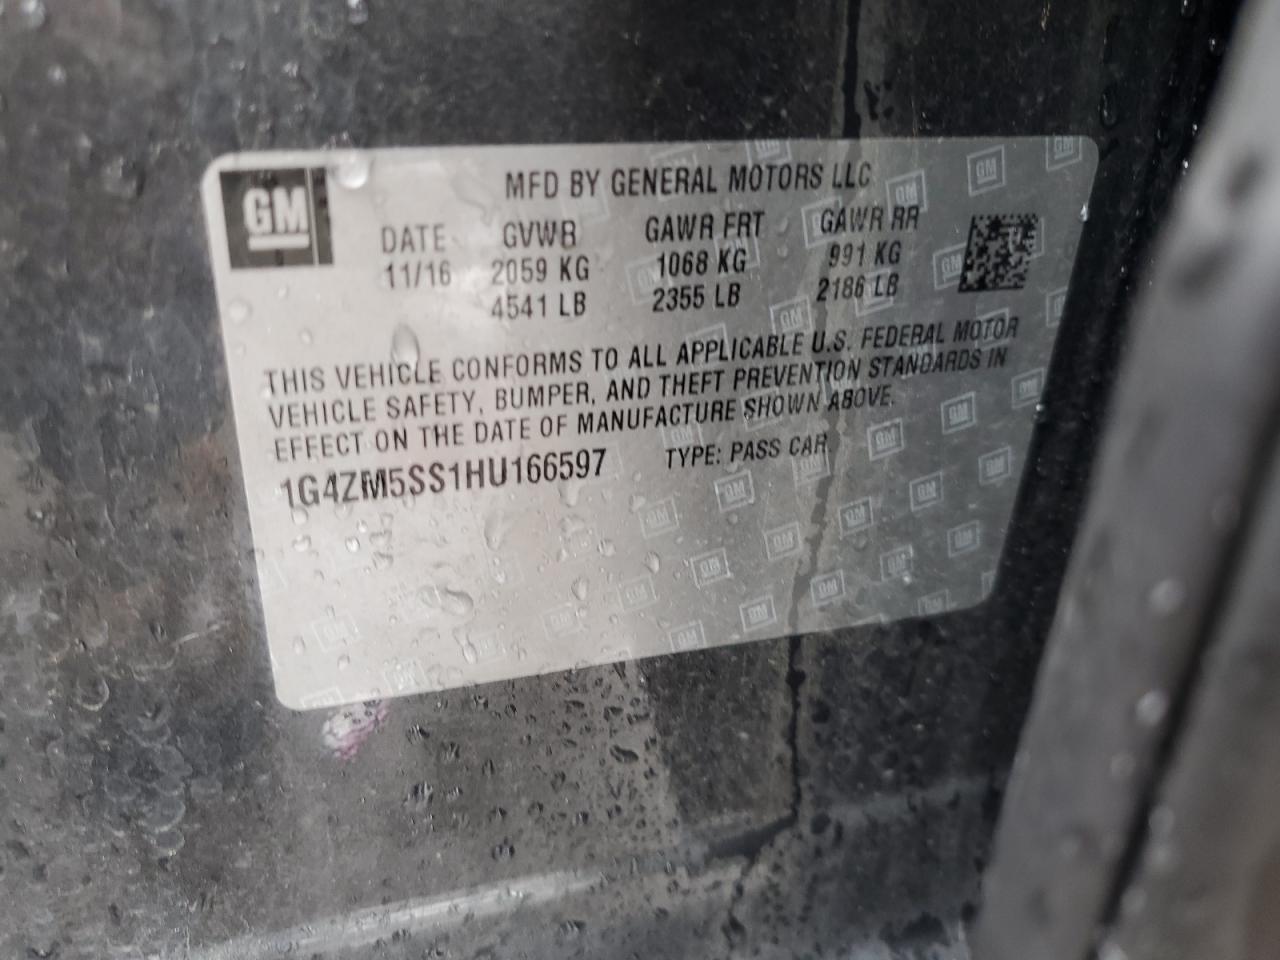 GM
MFD BY GENERAL MOTORS LLC
DATE GVWR GAWR FRT GAWR RR
11/16 2059 KG 1068 KG 991 KG
4541 LB 2355 LB 2186 LB
THIS VEHICLE CONFORMS TO ALL APPLICABLE U.S. FEDERAL MOTOR
VEHICLE SAFETY, BUMPER, AND THEFT PREVENTION STANDARDS IN
EFFECT ON THE DATE OF MANUFACTURE SHOWN ABOVE.
1G4ZM5SS1HU166597 TYPE: PASS CAR